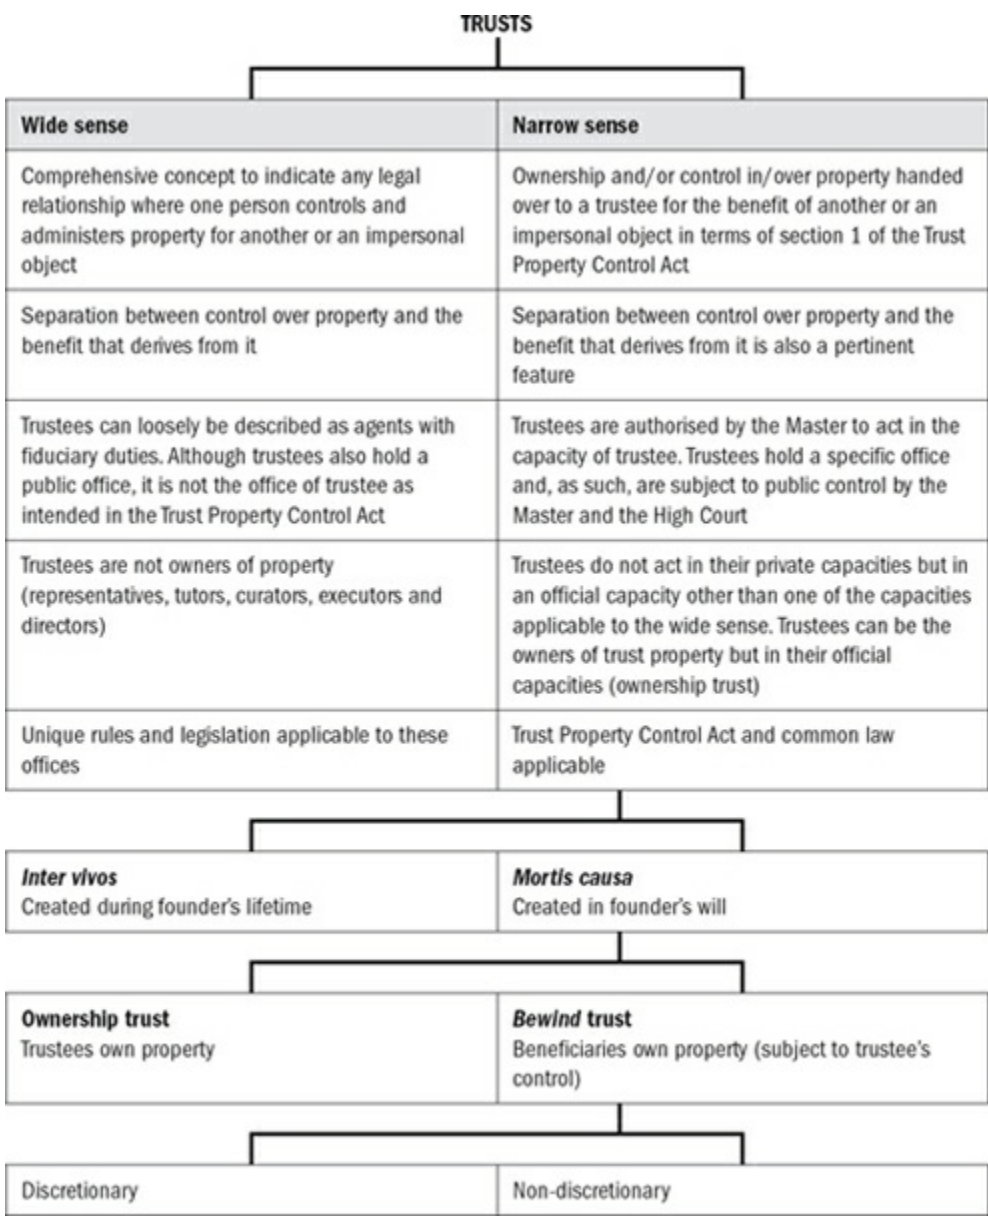 TRUSTS
Wide sense
Narrow sense
Comprehensive concept to indicate any legal
relationship where one person controls and
administers property for another or an impersonal
object
Ownership and/or control in/over property handed
over to a trustee for the benefit of another or an
impersonal object in terms of section 1 of the Trust
Property Control Act
Separation between control over property and the
benefit that derives from it
Separation between control over property and the
benefit that derives from it is also a pertinent
feature
Trustees can loosely be described as agents with
fiduciary duties. Although trustees also hold a
public office, it is not the office of trustee as
intended in the Trust Property Control Act
Trustees are authorised by the Master to act in the
capacity of trustee. Trustees hold a specific office
and, as such, are subject to public control by the
Master and the High Court
Trustees are not owners of property
(representatives, tutors, curators, executors and
directors)
Trustees do not act in their private capacities but in
an official capacity other than one of the capacities
applicable to the wide sense. Trustees can be the
owners of trust property but in their official
capacities (ownership trust)
Unique rules and legislation applicable to these
offices
Trust Property Control Act and common law
applicable
Inter vivos
Created during founder's lifetime
Mortis causa
Created in founder's will
Ownership trust
Trustees own property
Bewind trust
Beneficiaries own property (subject to trustee's
control)
Discretionary
Non-discretionary